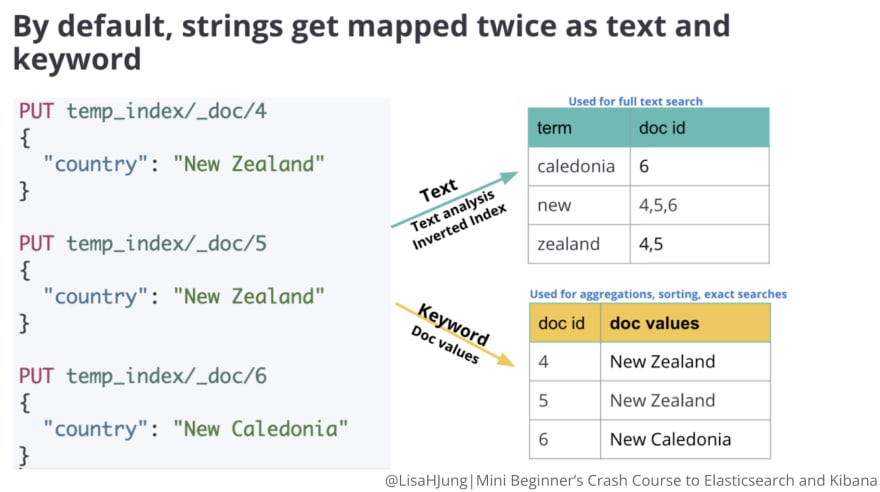 By default, strings get mapped twice as text and
keyword
PUT temp_index/_doc/4
{
"country": "New Zealand"
}
PUT temp_index/_doc/5
{
"country": "New Zealand"
}
PUT temp_index/_doc/6
{
"country": "New Caledonia"
}
Text
Text analysis
Inverted Index
Keyword
Doc values
Used for full text search
term doc id
caledonia 6
new 4,5,6
zealand 4,5
Used for aggregations, sorting, exact searches
doc id doc values
4 New Zealand
5 New Zealand
6 New Caledonia
@LisaHJung|Mini Beginner’s Crash Course to Elasticsearch and Kibana